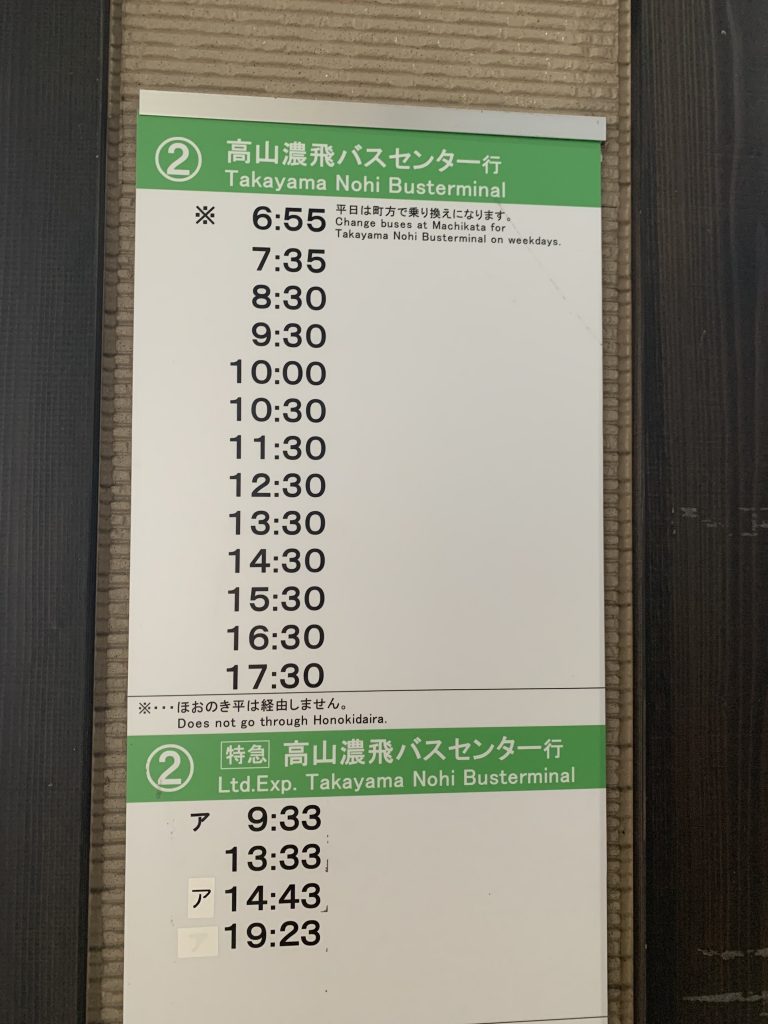 ② 高山濃飛バスセンター行
Takayama Nohi Busterminal
※ 6:55 平日は町方で乗り換えになります。
Change buses at Machikata for
Takayama Nohi Busterminal on weekdays.
7:35
8:30
9:30
10:00
10:30
11:30
12:30
13:30
14:30
15:30
16:30
17:30
※・・・ほおのき平は経由しません。
Does not go through Honokidaira.
② 特急 高山濃飛バスセンター行
Ltd.Exp. Takayama Nohi Busterminal
ア 9:33
13:33
ア 14:43
ア 19:23